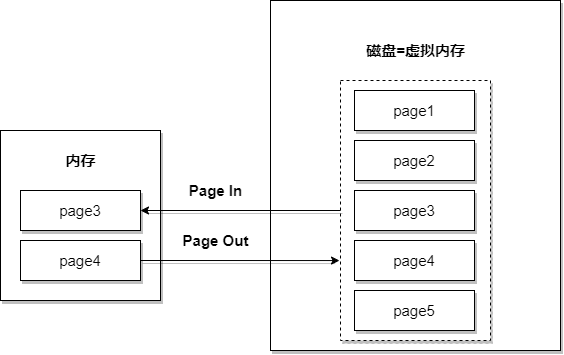 磁盘=虚拟内存
page1
page2
page3
page4
page5
内存
page3
page4
Page In
Page Out